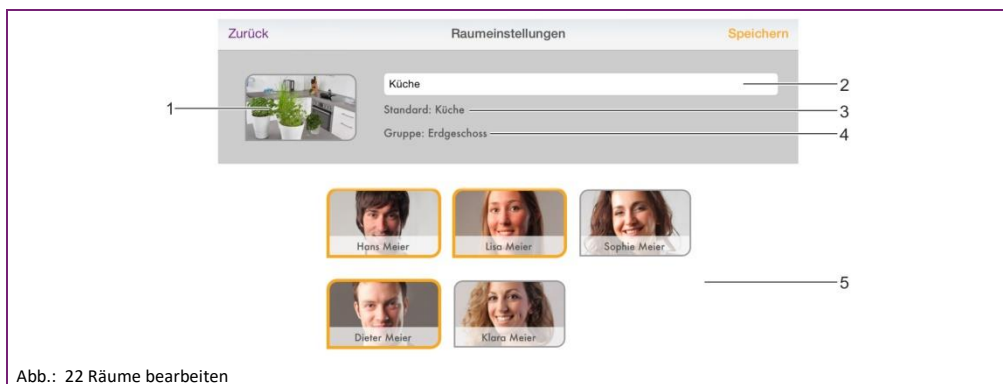 Zurück Raumeinstellungen Speichern
Küche 2
1
Standard: Küche 3
Gruppe: Erdgeschoss 4
Hans Meier Lisa Meier Sophie Meier
5
Dieter Meier Klara Meier
Abb.: 22 Räume bearbeiten